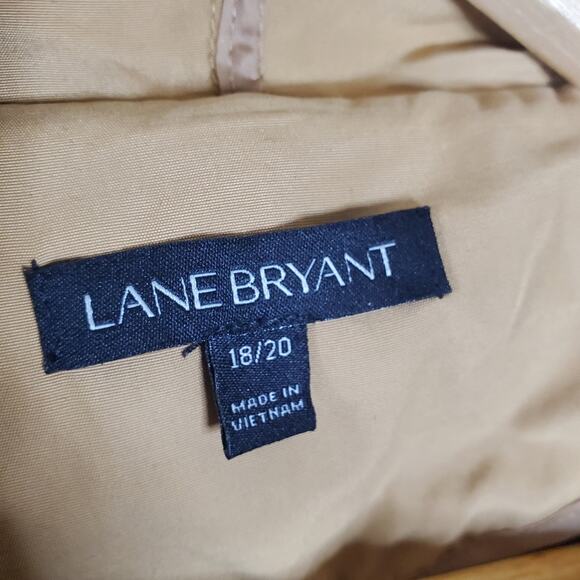 LANE BRYANT
18/20
MADE IN
VIETNAM